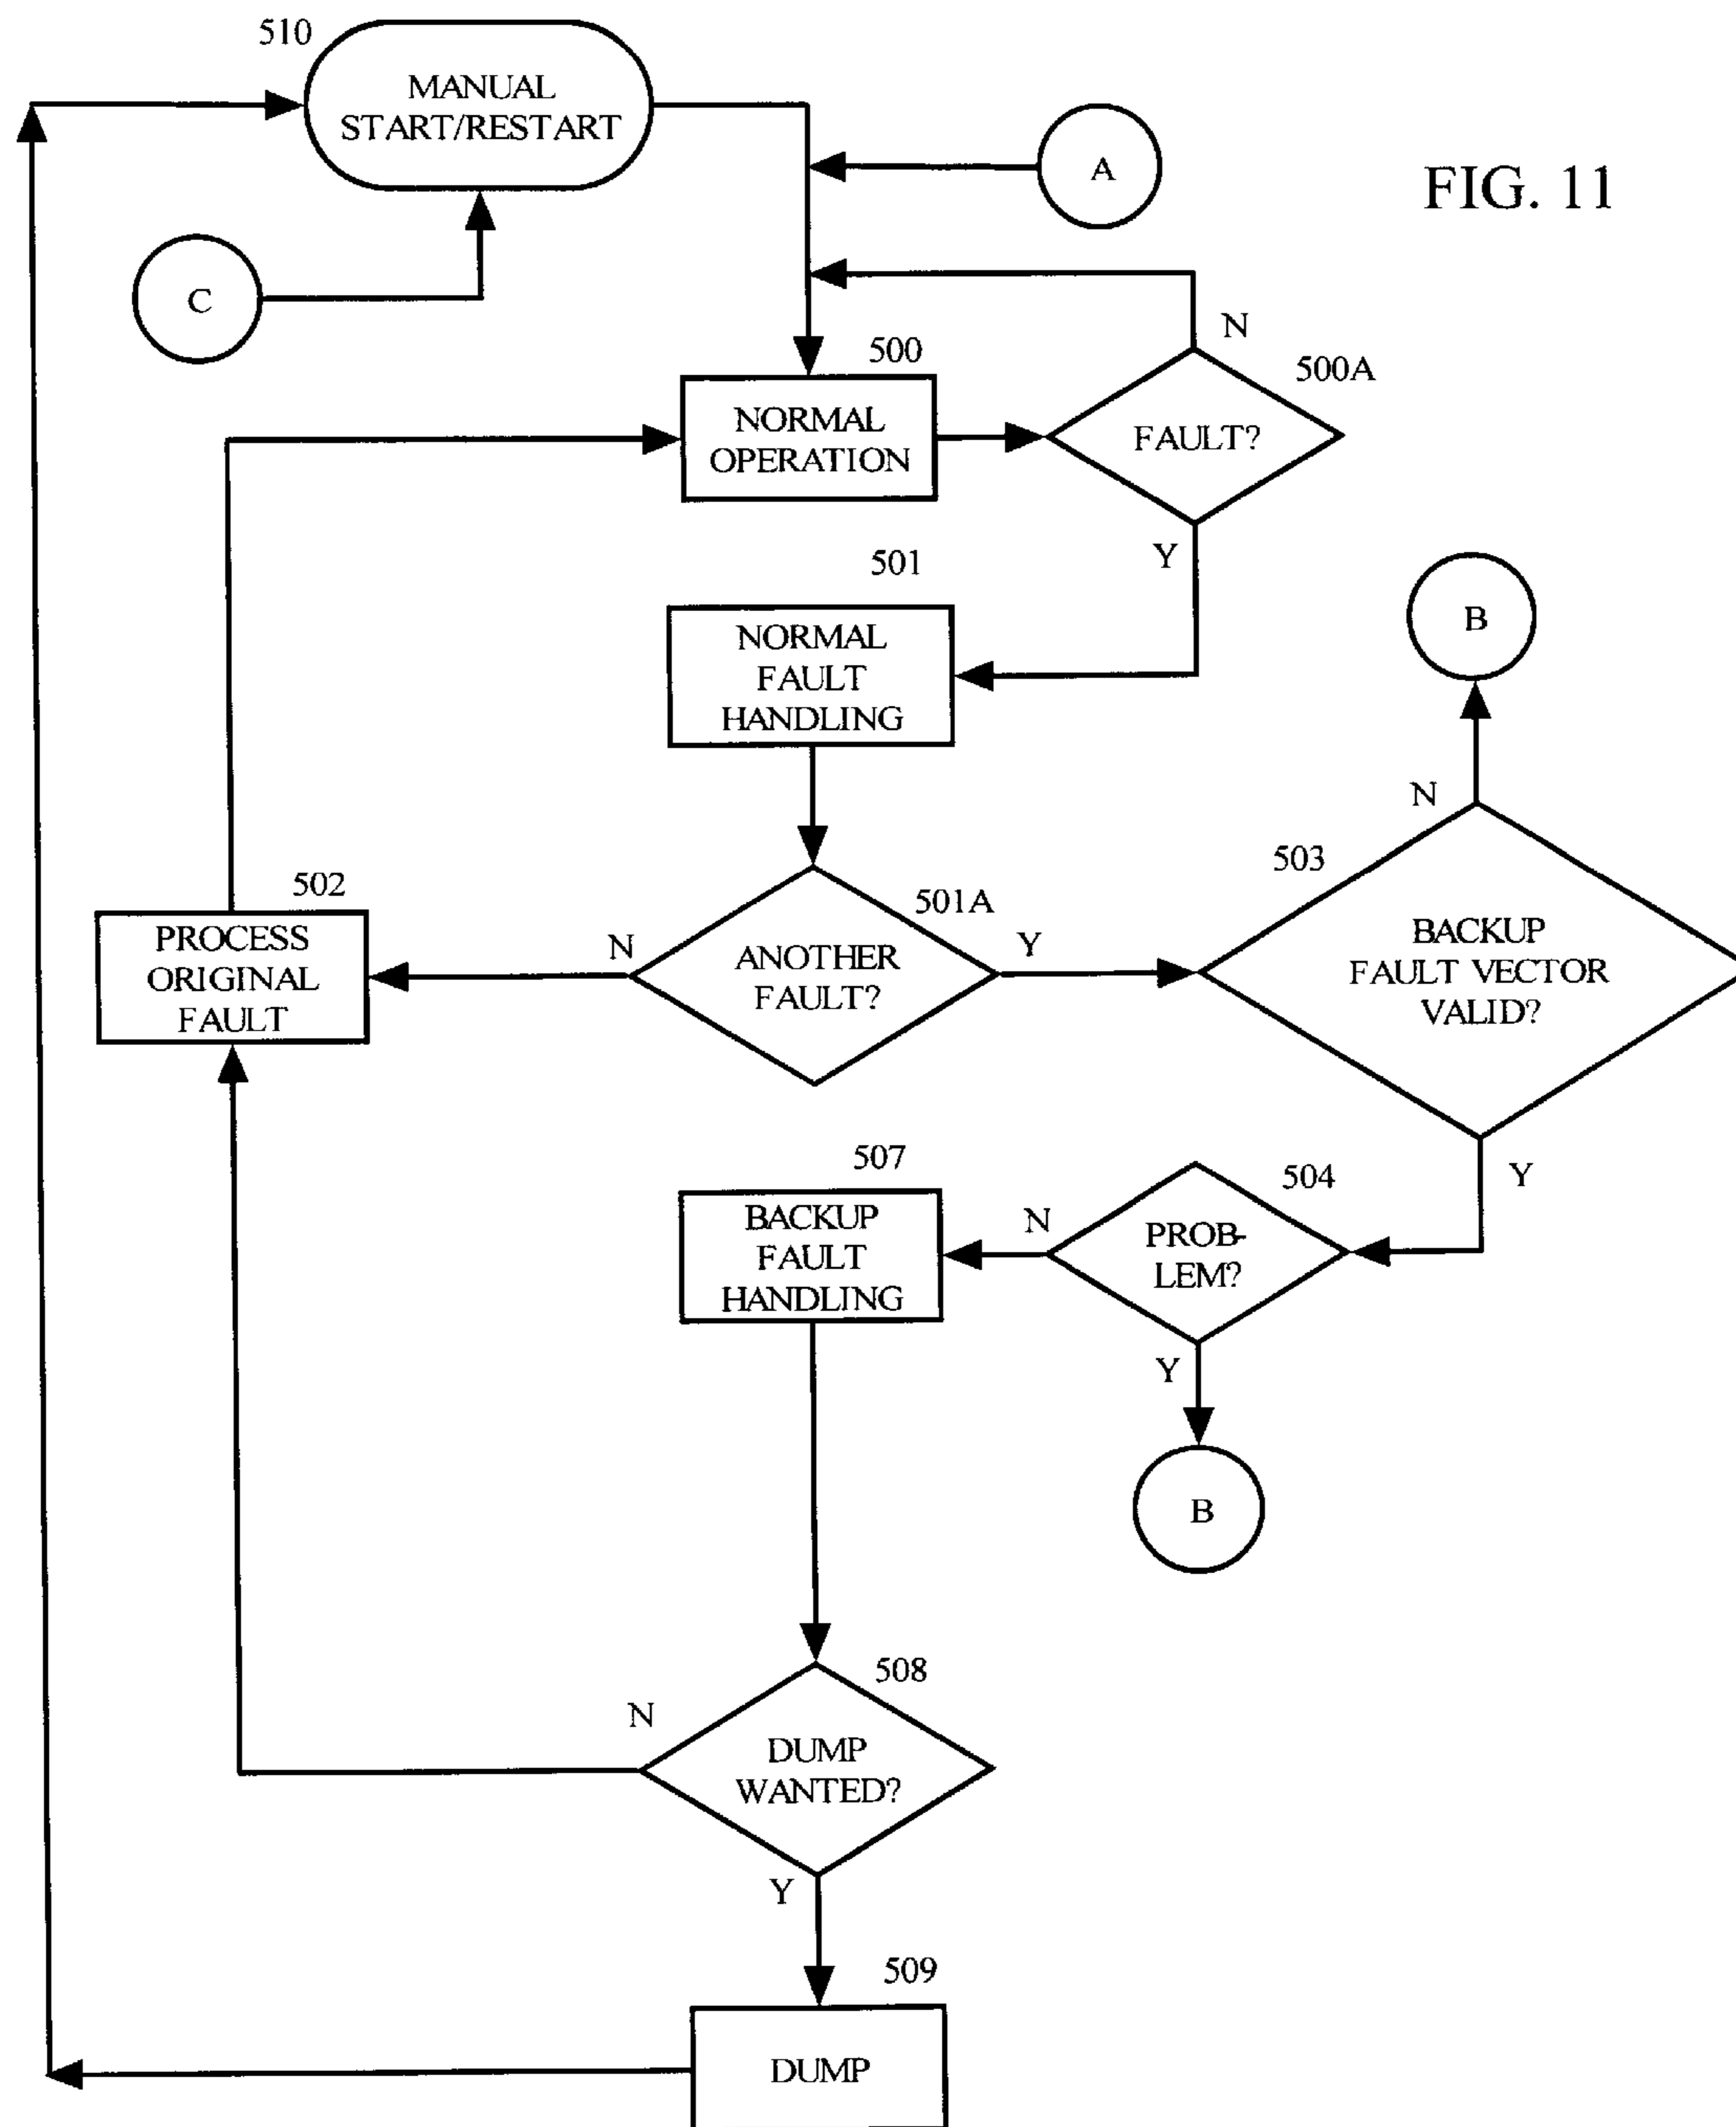 510
MANUAL
START/RESTART
A
FIG. 11
C
N
500
500A
NORMAL
OPERATION
FAULT?
Y
501
B
NORMAL
FAULT
HANDLING
N
503
502
501A
PROCESS
ORIGINAL
FAULT
N
ANOTHER
FAULT?
Y
BACKUP
FAULT VECTOR
VALID?
507
504
Y
BACKUP
FAULT
HANDLING
N
PROB-
LEM?
Y
B
508
N
DUMP
WANTED?
Y
509
DUMP